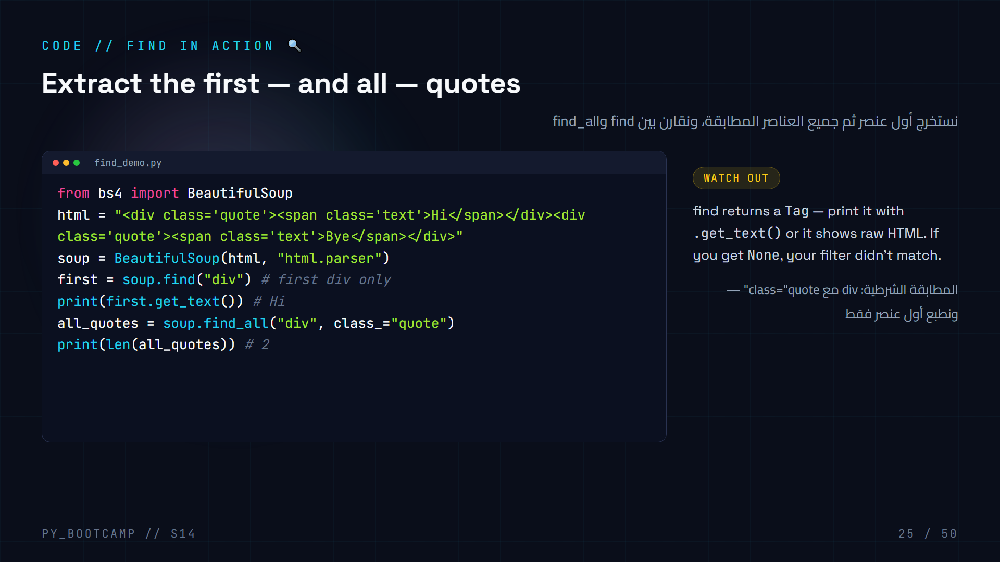 CODE // FIND IN ACTION 🔍
Extract the first — and all — quotes
نستخرج أول عنصر ثم جميع العناصر المطابقة، ونقارن بين find وfind_all
find_demo.py
from bs4 import BeautifulSoup
html = "<div class='quote'><span class='text'>Hi</span></div><div
class='quote'><span class='text'>Bye</span></div>"
soup = BeautifulSoup(html, "html.parser")
first = soup.find("div") # first div only
print(first.get_text()) # Hi
all_quotes = soup.find_all("div", class_="quote")
print(len(all_quotes)) # 2
WATCH OUT
find returns a Tag — print it with
.get_text() or it shows raw HTML. If
you get None, your filter didn't match.
المطابقة الشرطية: div مع class="quote" —
ونطبع أول عنصر فقط
PY_BOOTCAMP // S14
25 / 50